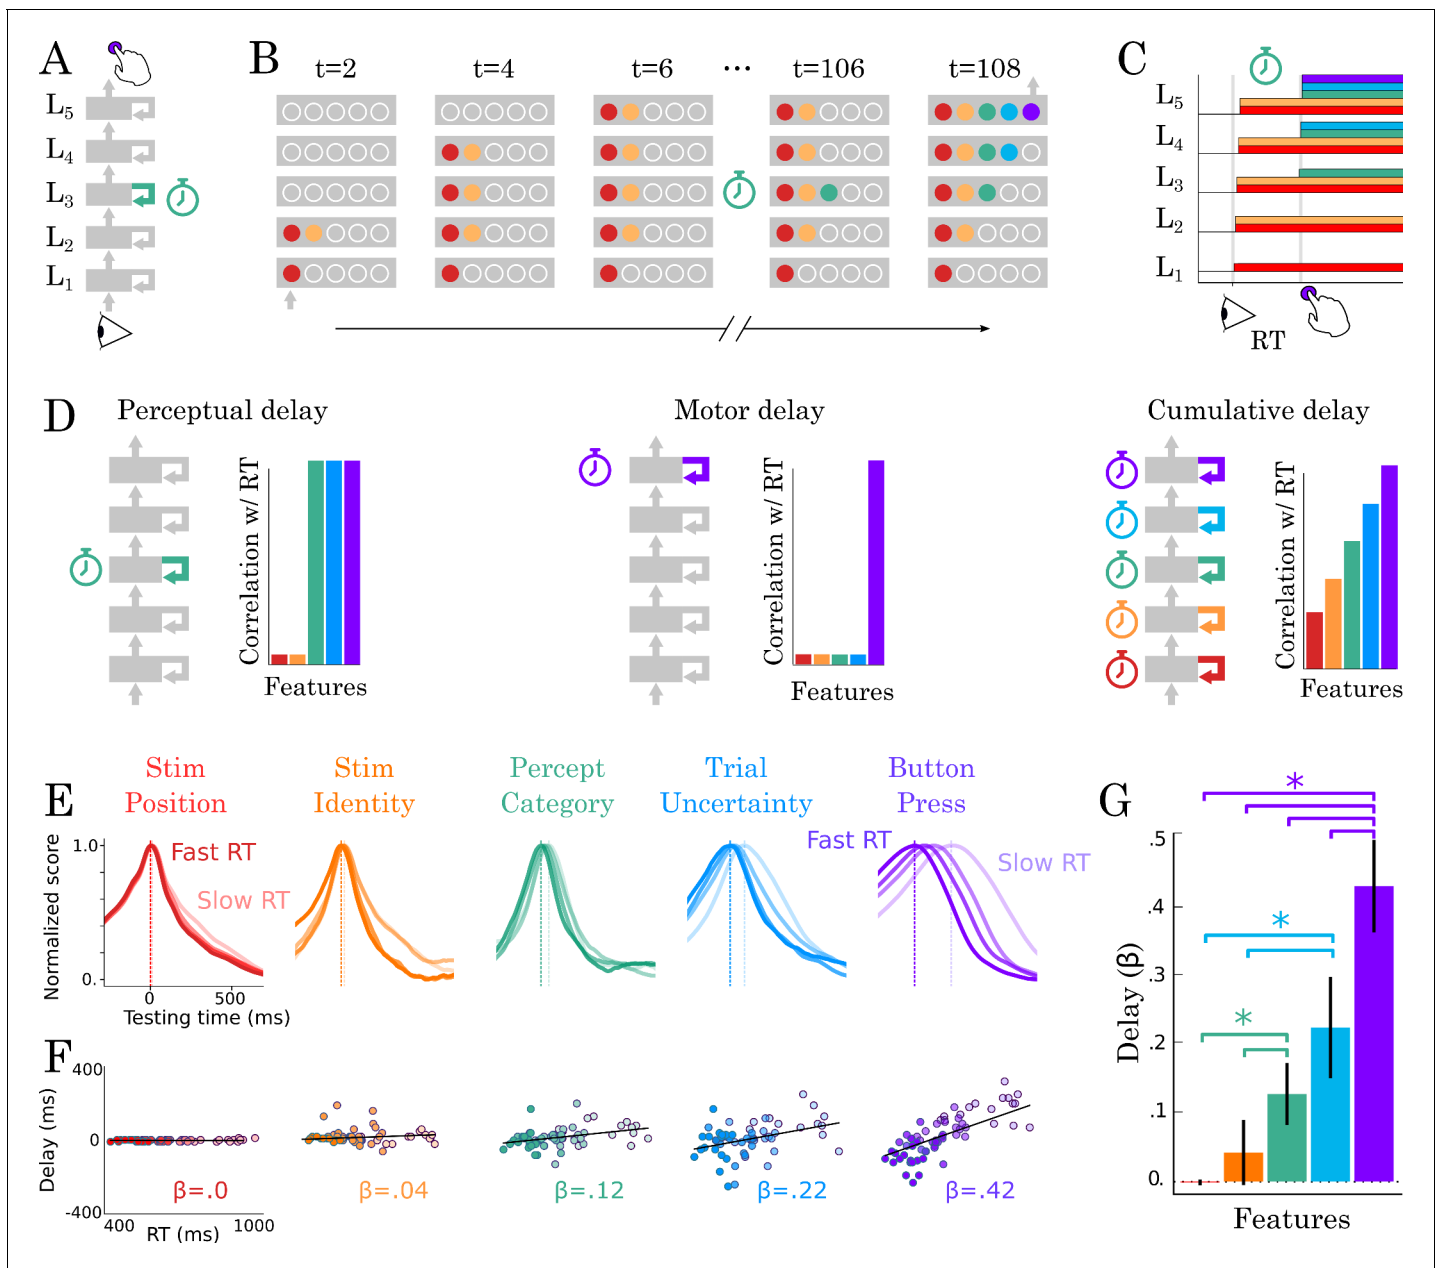 A
L5
L4
L3
L2
L1
B
t=2 t=4 t=6 ... t=106 t=108
C
L5
L4
L3
L2
L1
RT
D
Perceptual delay
Correlation w/ RT
Features
Motor delay
Correlation w/ RT
Features
Cumulative delay
Correlation w/ RT
Features
E
Stim
Position
Stim
Identity
Percept
Category
Trial
Uncertainty
Button
Press
Normalized score
1.0
0.
Fast RT
Slow RT
Fast RT
Slow RT
0 500
Testing time (ms)
F
Delay (ms)
400
0
-400
β=.0
β=.04
β=.12
β=.22
β=.42
400 1000
RT (ms)
G
Delay (β)
.5
.4
.3
.2
.1
0.
*
*
*
Features